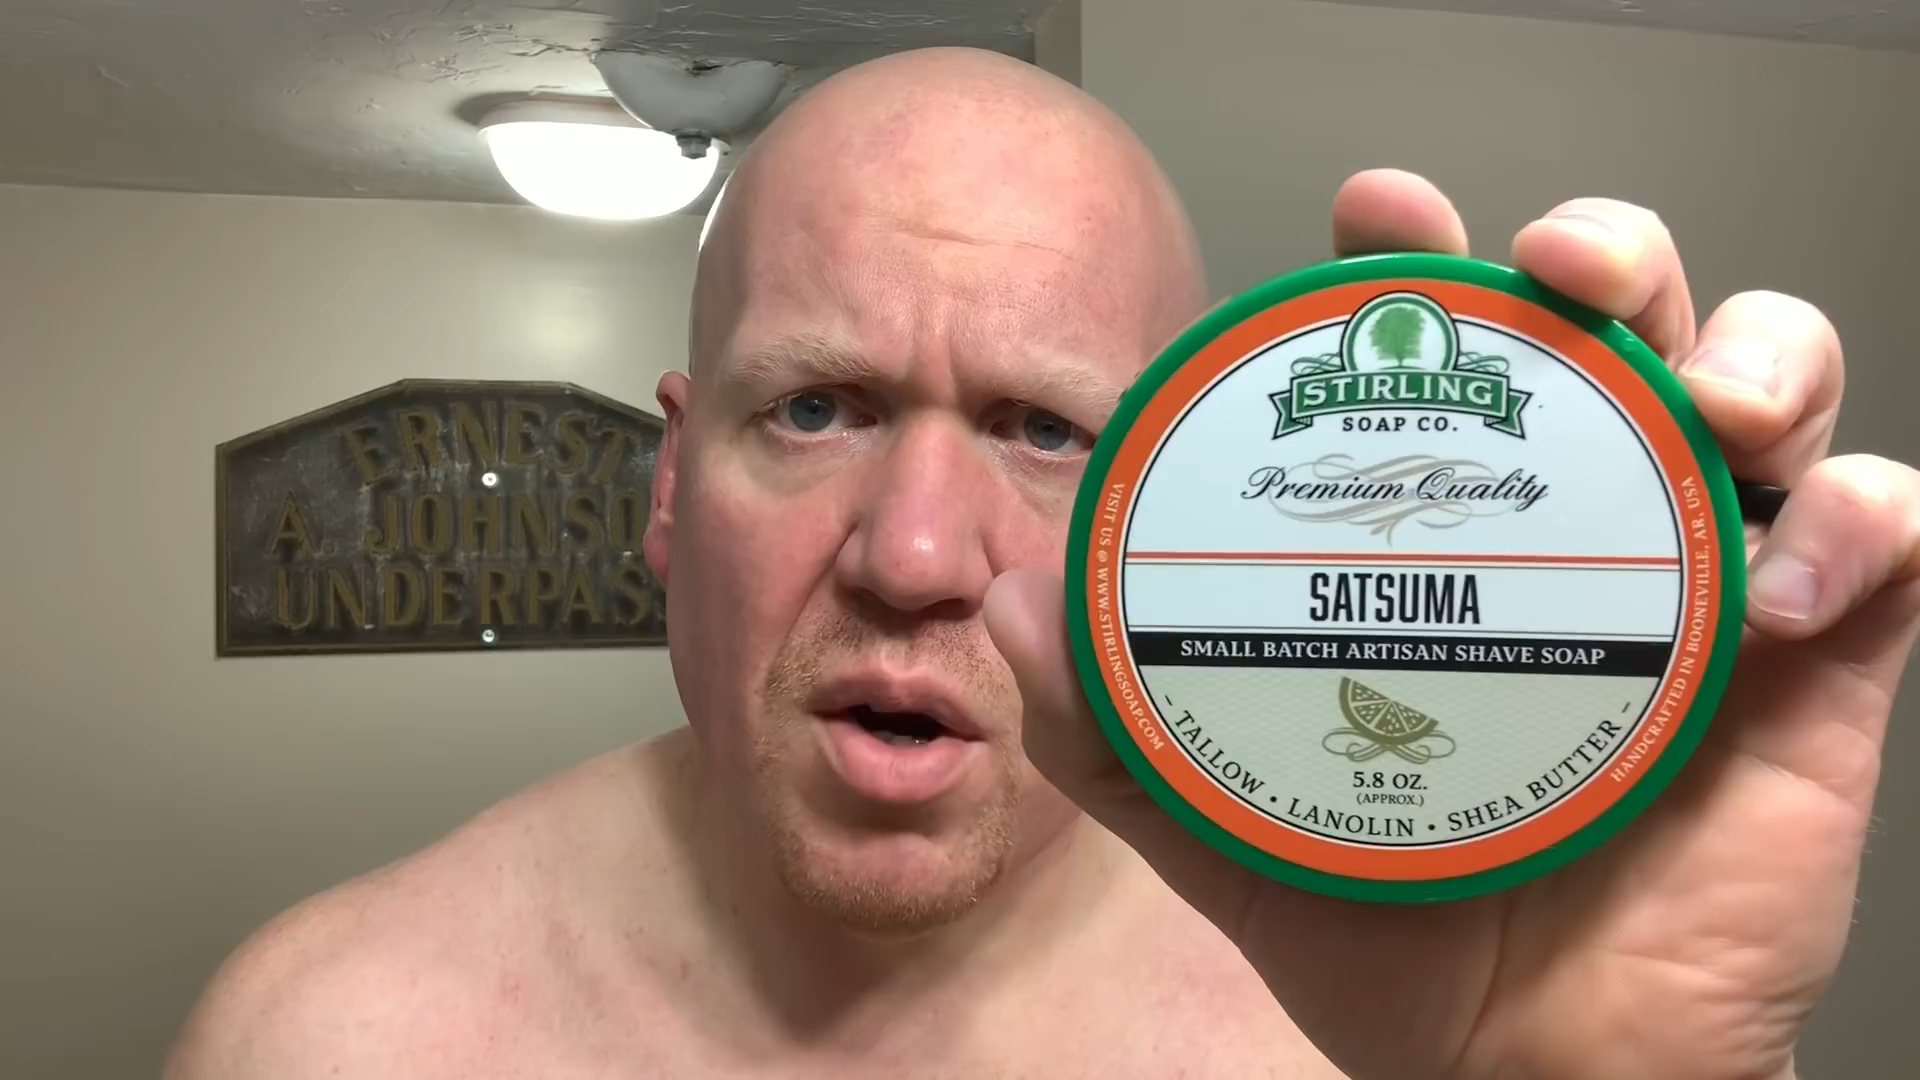 ERNEST
A. JOHNSO
UNDERPASS
STIRLING
SOAP CO.
Premium Quality
SATSUMA
SMALL BATCH ARTISAN SHAVE SOAP
5.8 OZ.
(APPROX.)
- TALLOW • LANOLIN • SHEA BUTTER -
VISIT US @ WWW.STIRLINGSOAP.COM
HANDCRAFTED IN BOONEVILLE, AR, USA